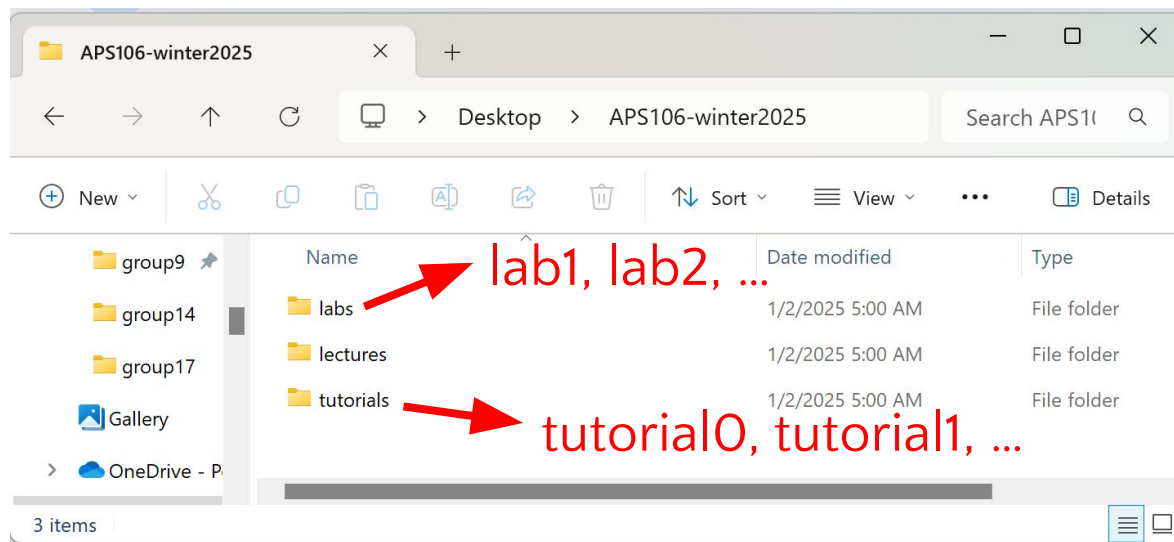 APS106-winter2025
Desktop > APS106-winter2025 Search APS1
New Sort View Details
Name Date modified Type
group9
lab1, lab2, ...
labs 1/2/2025 5:00 AM File folder
group14
lectures 1/2/2025 5:00 AM File folder
group17
tutorials 1/2/2025 5:00 AM File folder
Gallery
tutorial0, tutorial1, ...
OneDrive - P
3 items